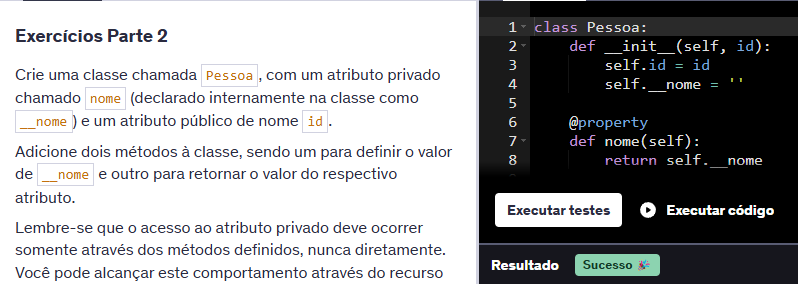 Exercícios Parte 2
Crie uma classe chamada Pessoa, com um atributo privado
chamado nome (declarado internamente na classe como
__nome) e um atributo público de nome id.
Adicione dois métodos à classe, sendo um para definir o valor
de __nome e outro para retornar o valor do respectivo
atributo.
Lembre-se que o acesso ao atributo privado deve ocorrer
somente através dos métodos definidos, nunca diretamente.
Você pode alcançar este comportamento através do recurso
1 class Pessoa:
2     def __init__(self, id):
3         self.id = id
4         self.__nome = ''
5
6     @property
7     def nome(self):
8         return self.__nome
Executar testes Executar código
Resultado Sucesso 🎉